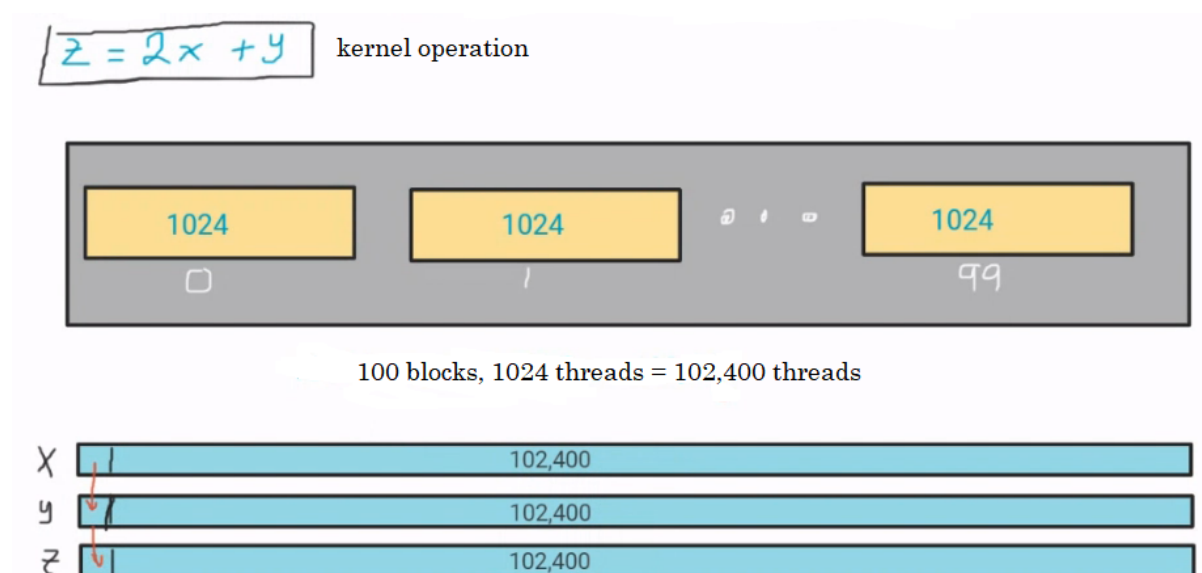 z = 2x + y kernel operation
1024 1024 1024
0 1 99
100 blocks, 1024 threads = 102,400 threads
X 102,400
y 102,400
z 102,400